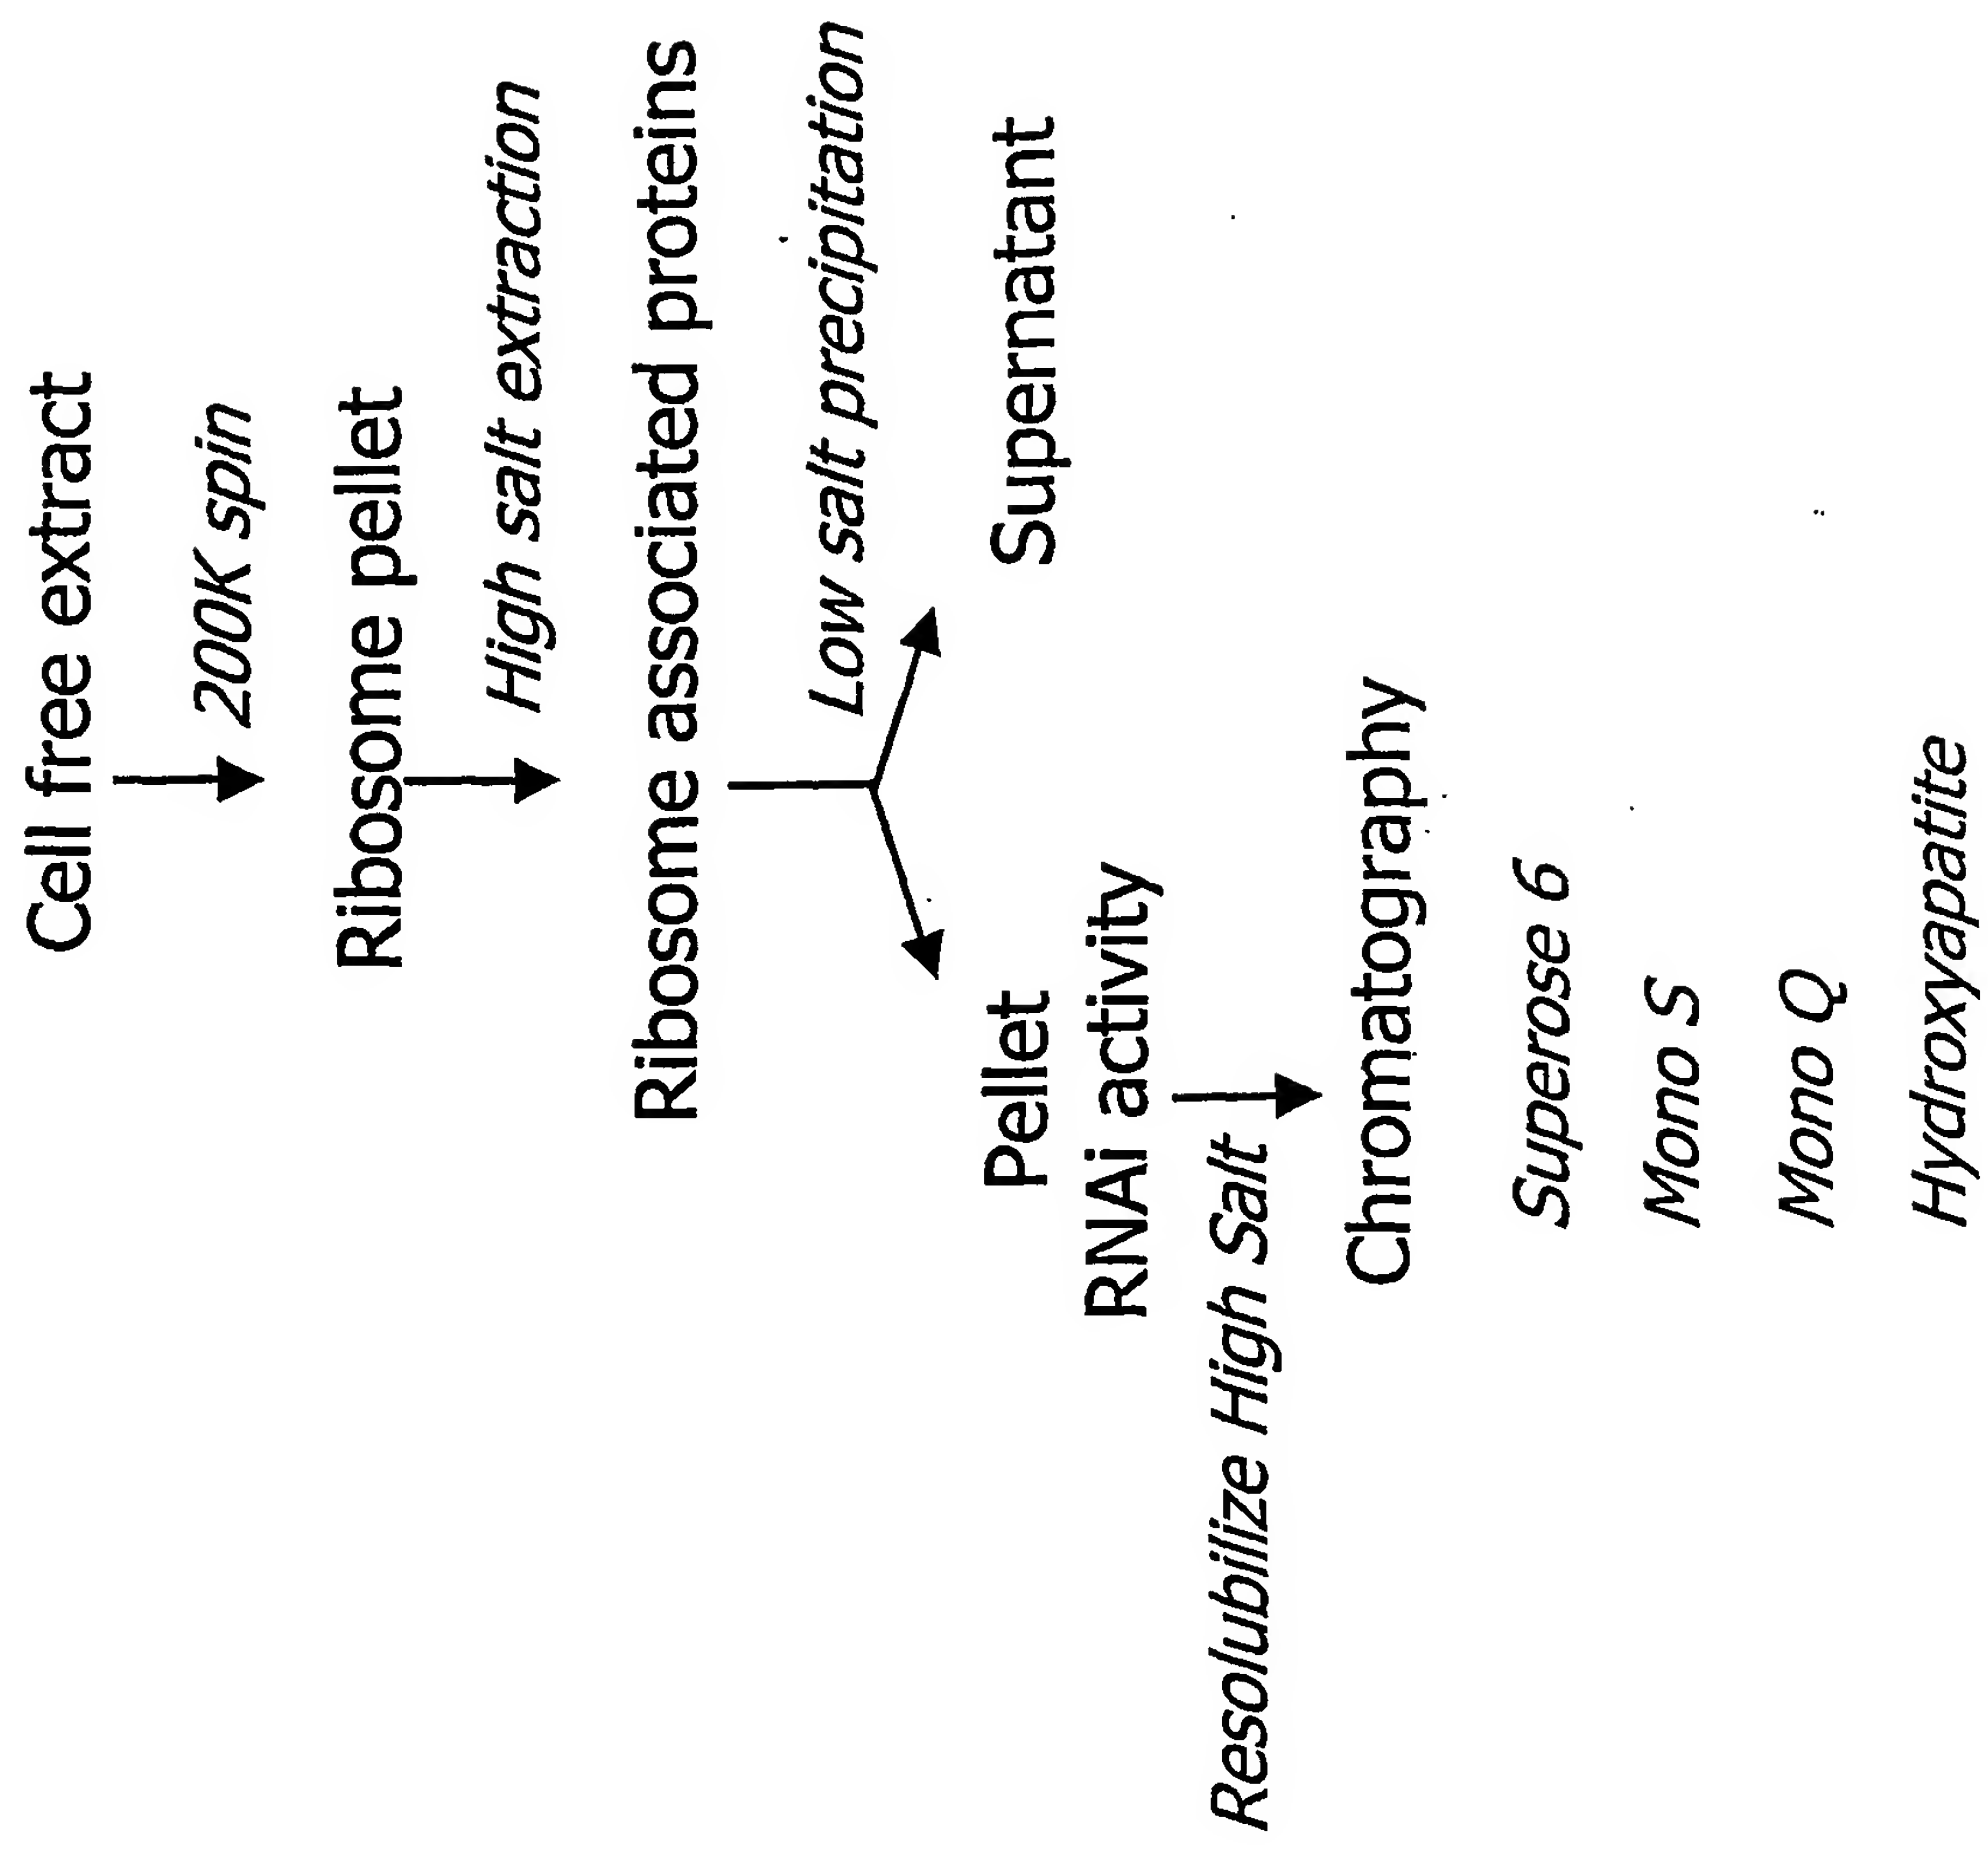 Cell free extract
200K spin
Ribosome pellet
High salt extraction
Ribosome associated proteins
Low salt precipitation
Pellet
Supernatant
RNAi activity
Resolubilize High Salt
Chromatography
Superose 6
Mono S
Mono Q
Hydroxyapatite